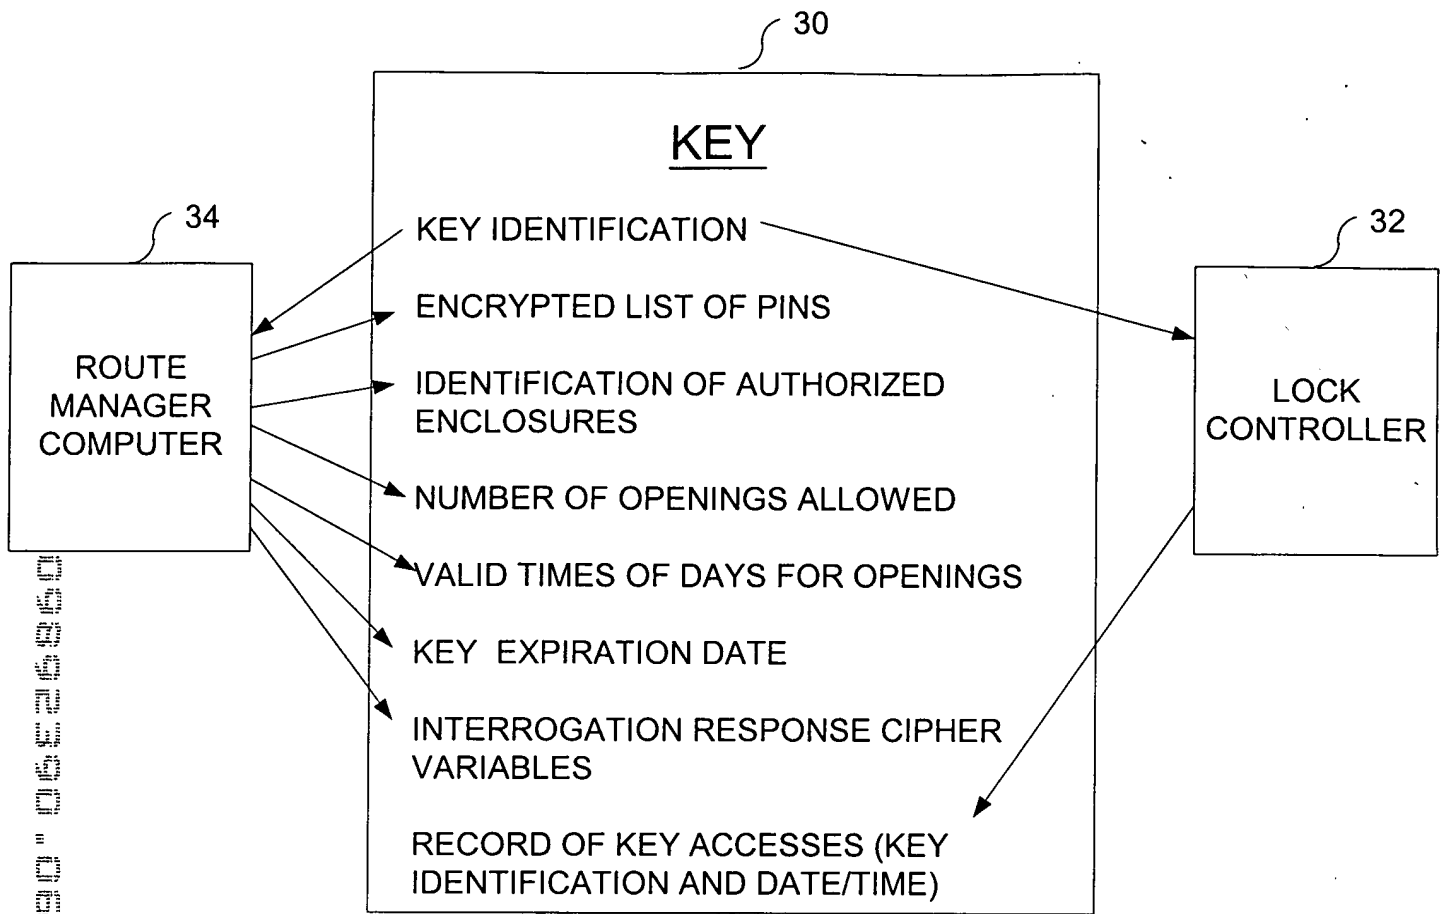 30
KEY
34
KEY IDENTIFICATION
32
ENCRYPTED LIST OF PINS
ROUTE
MANAGER
COMPUTER
IDENTIFICATION OF AUTHORIZED
ENCLOSURES
LOCK
CONTROLLER
NUMBER OF OPENINGS ALLOWED
VALID TIMES OF DAYS FOR OPENINGS
KEY EXPIRATION DATE
INTERROGATION RESPONSE CIPHER
VARIABLES
RECORD OF KEY ACCESSES (KEY
IDENTIFICATION AND DATE/TIME)